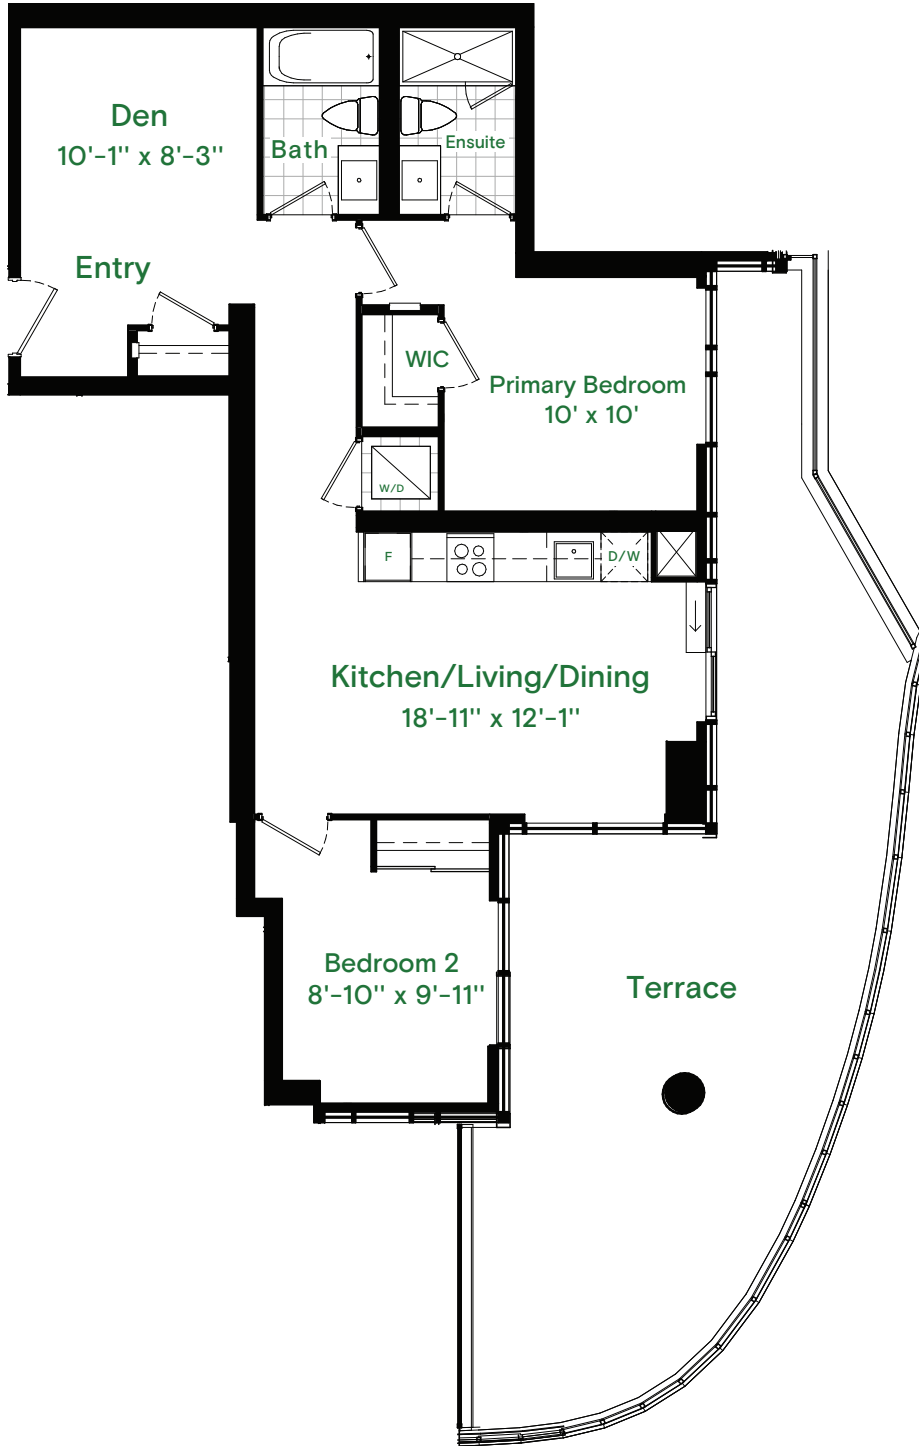 Den
10'-1" x 8'-3"
Bath
Ensuite
Entry
WIC
Primary Bedroom
10' x 10'
W/D
F
D/W
Kitchen/Living/Dining
18'-11" x 12'-1"
Bedroom 2
8'-10" x 9'-11"
Terrace